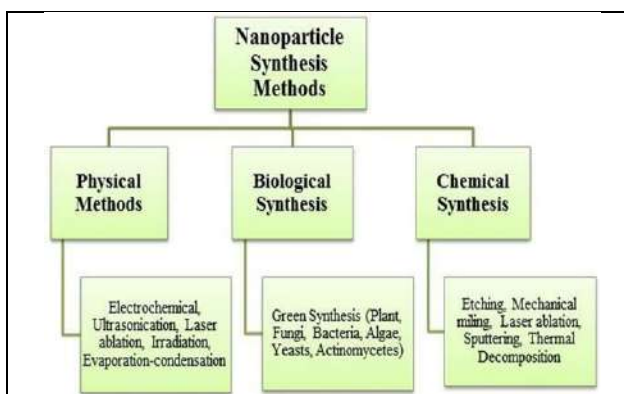 Nanoparticle
Synthesis
Methods
Physical
Methods
Biological
Synthesis
Chemical
Synthesis
Electrochemical,
Ultrasonication, Laser
ablation, Irradiation,
Evaporation-condensation
Green Synthesis (Plant,
Fungi, Bacteria, Algae,
Yeasts, Actinomycetes)
Etching, Mechanical
miling, Laser ablation,
Sputtering, Thermal
Decomposition